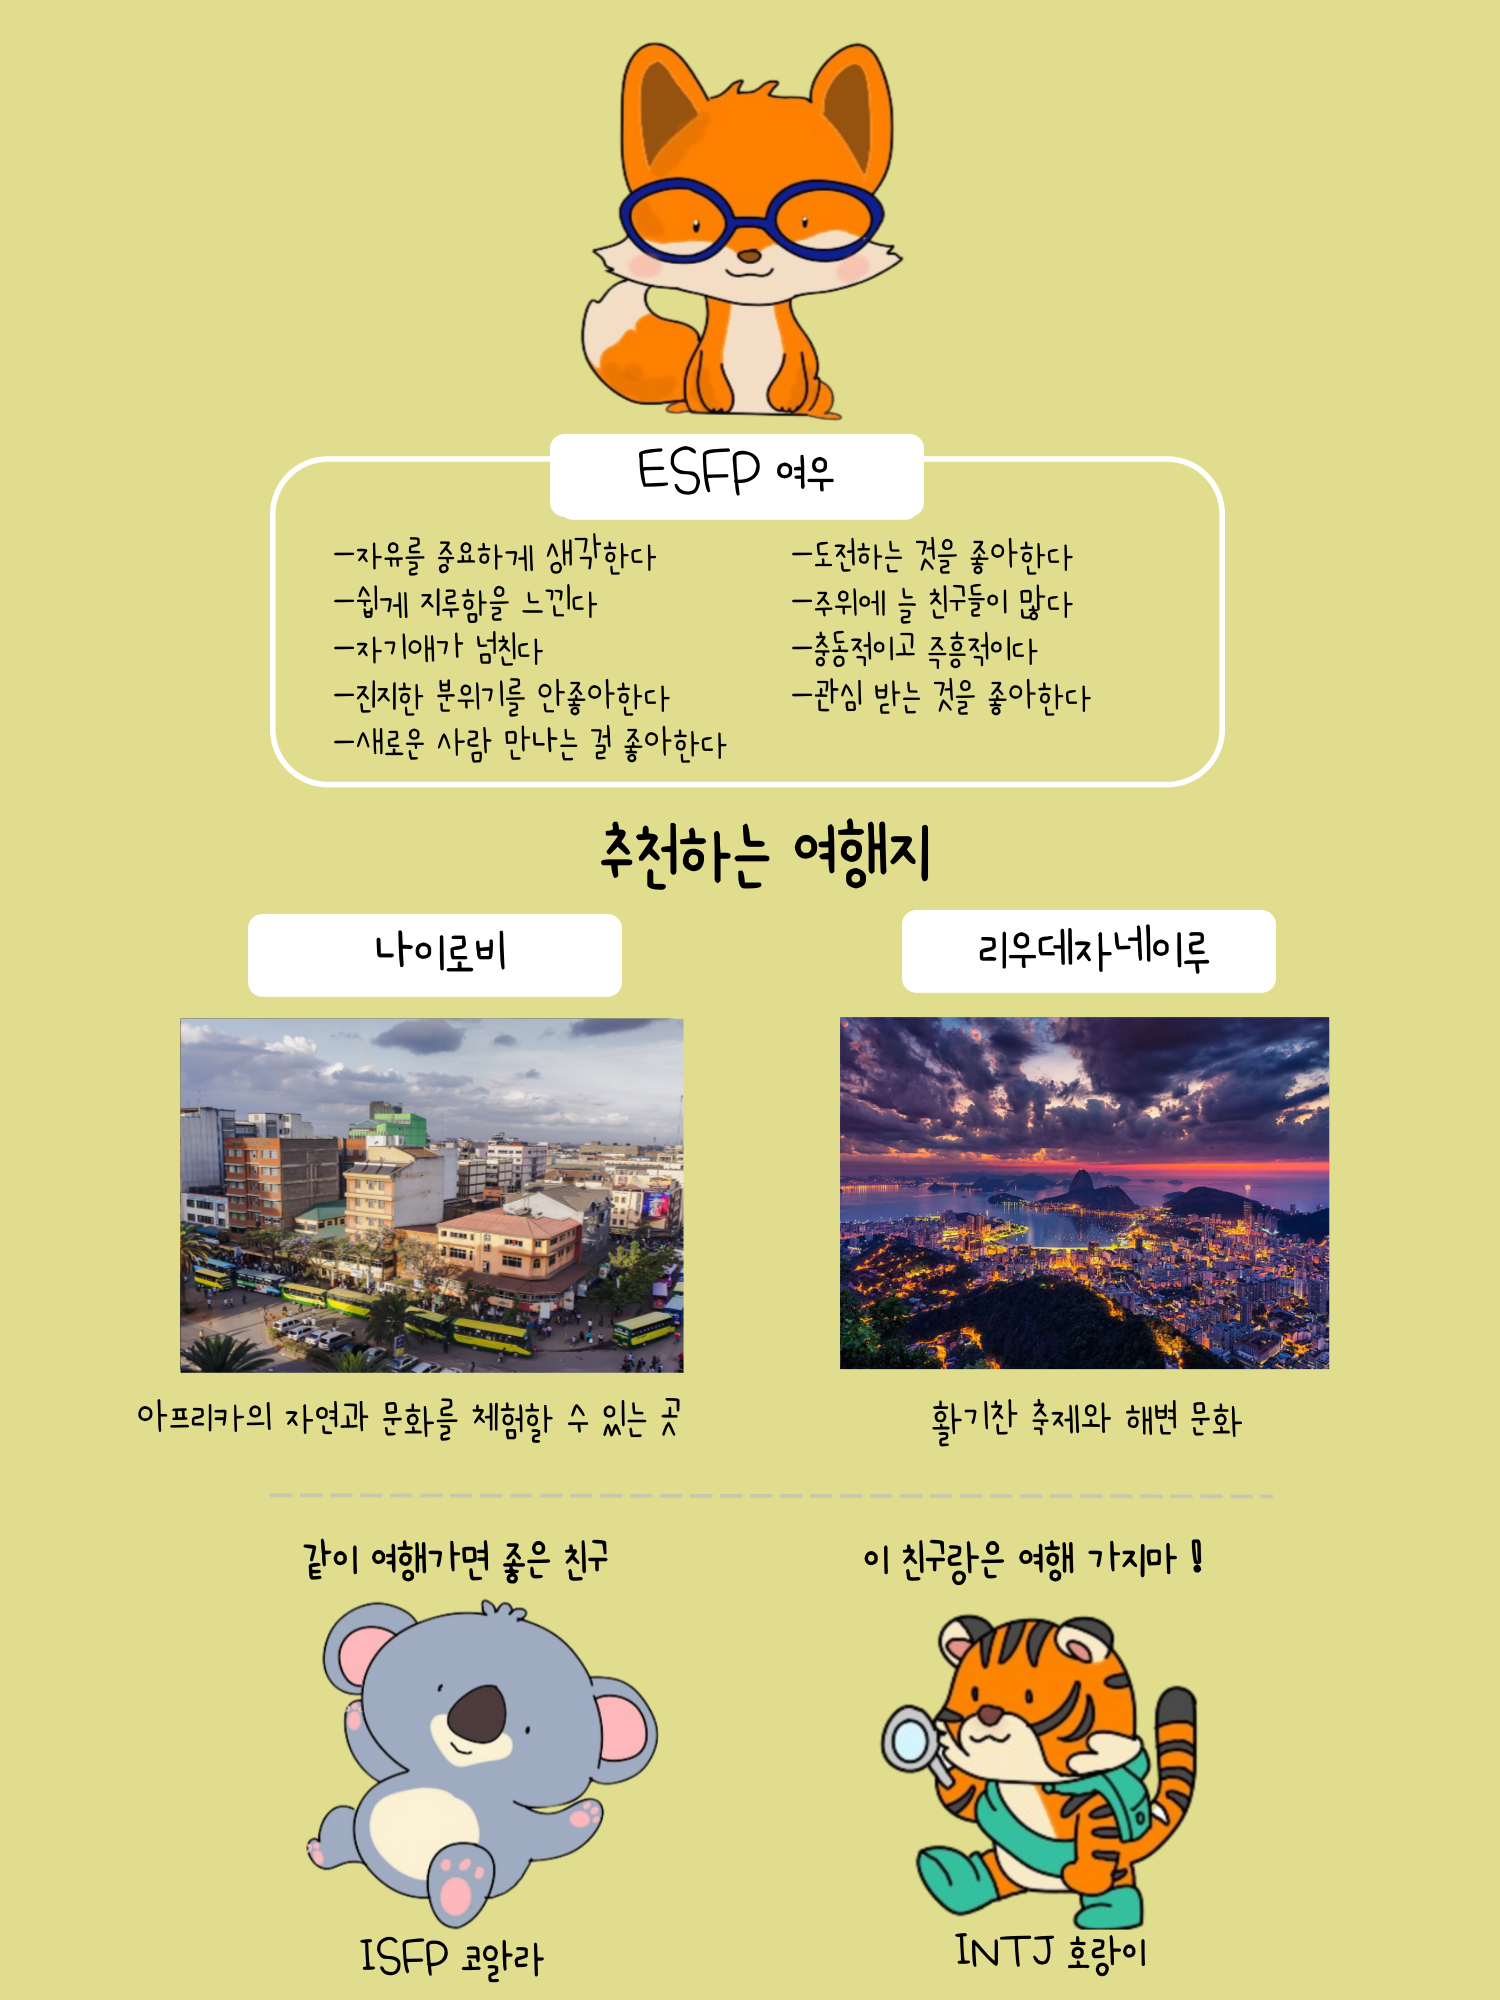 ESFP 여우
-자유를 중요하게 생각한다
-쉽게 지루함을 느낀다
-자기애가 넘친다
-진지한 분위기를 안좋아한다
-새로운 사람 만나는 걸 좋아한다
-도전하는 것을 좋아한다
-주위에 늘 친구들이 많다
-충동적이고 즉흥적이다
-관심 받는 것을 좋아한다
추천하는 여행지
나이로비
리우데자네이루
아프리카의 자연과 문화를 체험할 수 있는 곳
활기찬 축제와 해변 문화
같이 여행가면 좋은 친구
이 친구랑은 여행 가지마 !
ISFP 코알라
INTJ 호랑이